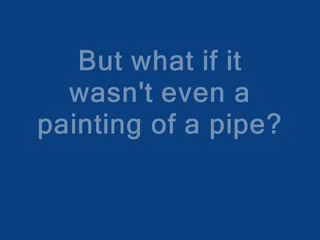 But what if it
wasn't even a
painting of a pipe?